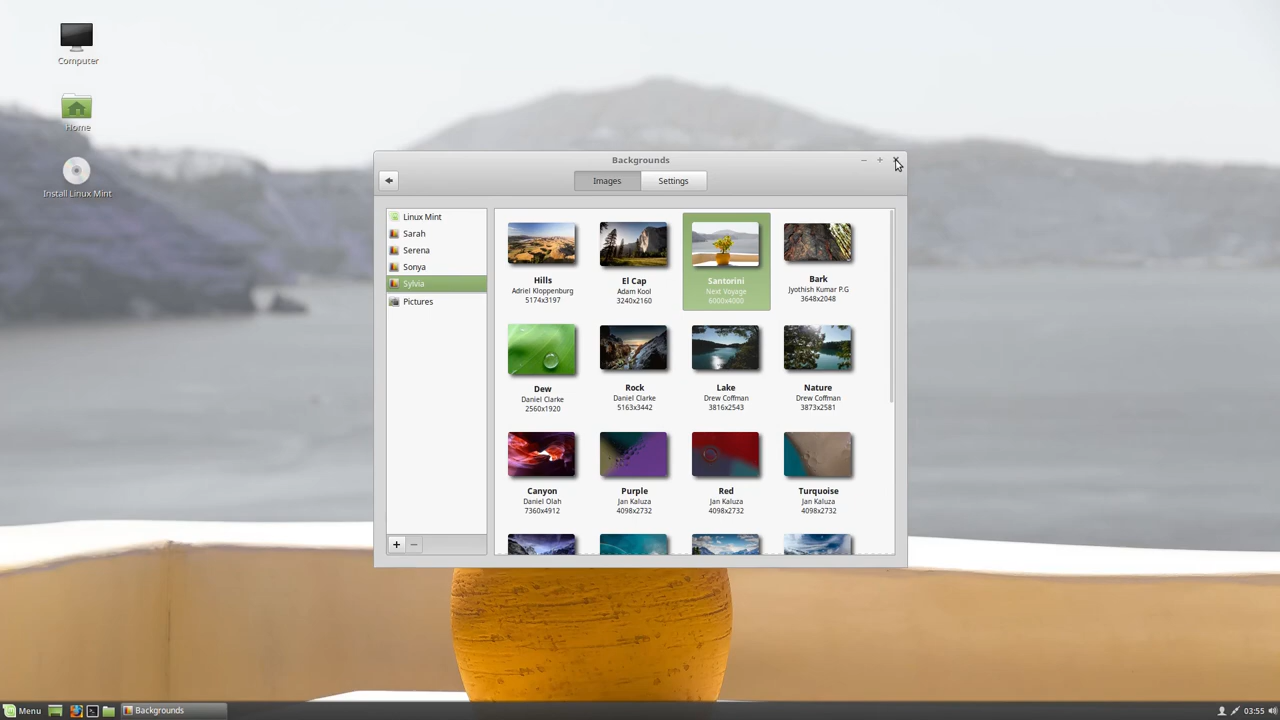 Computer
Home
Install Linux Mint
Backgrounds
Images
Settings
Linux Mint
Sarah
Serena
Sonya
Sylvia
Pictures
Hills
Adriel Kloppenburg
5174x3197
El Cap
Adam Kool
3240x2160
Santorini
Next Voyage
6000x4000
Bark
Jyothish Kumar P.G
3648x2048
Dew
Daniel Clarke
2560x1920
Rock
Daniel Clarke
5163x3442
Lake
Drew Coffman
3816x2543
Nature
Drew Coffman
3873x2581
Canyon
Daniel Olah
7360x4912
Purple
Jan Kaluza
4098x2732
Red
Jan Kaluza
4098x2732
Turquoise
Jan Kaluza
4098x2732
Menu
Backgrounds
03:55